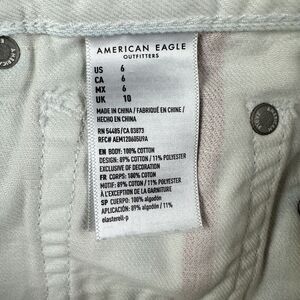 AMERICAN EAGLE
OUTFITTERS
US 6
CA 6
MX 6
UK 10
MADE IN CHINA / FABRIQUÉ EN CHINE /
HECHO EN CHINA
RN 54485/CA 03873
RFC# AEM120605U9A
EN BODY: 100% COTTON
DESIGN: 89% COTTON / 11% POLYESTER
EXCLUSIVE OF DECORATION
FR CORPS: 100% COTON
MOTIF: 89% COTON / 11% POLYESTER
À L'EXCEPTION DE LA GARNITURE
SP CUERPO: 100% ALGODÓN
APLICACIÓN: 89% algodón / 11%
elasterell-p